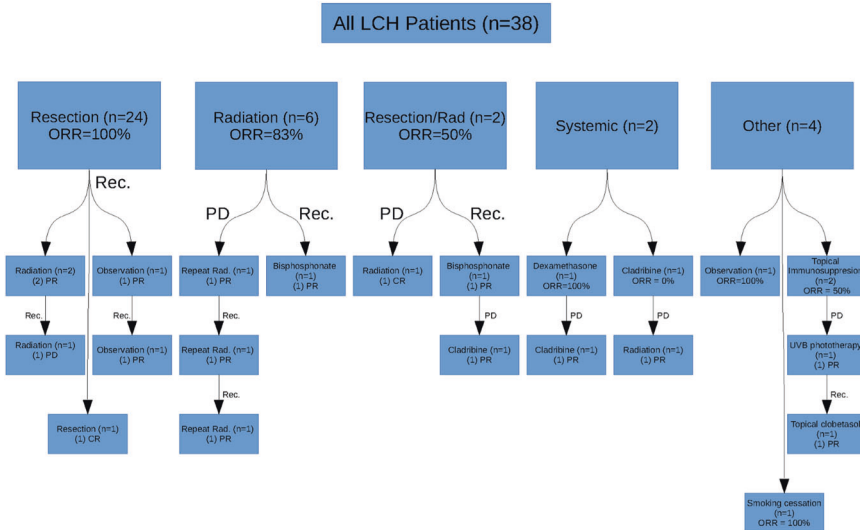 All LCH Patients (n=38)
Resection (n=24)
ORR=100%
Radiation (n=6)
ORR=83%
Resection/Rad (n=2)
ORR=50%
Systemic (n=2)
Other (n=4)
Rec.
PD
Rec.
PD
Rec.
Radiation (n=2)
(2) PR
Observation (n=1)
(1) PR
Repeat Rad. (n=1)
(1) PR
Bisphosphonate
(n=1)
(1) PR
Radiation (n=1)
(1) CR
Bisphosphonate
(n=1)
(1) PR
Dexamethasone
(n=1)
ORR=100%
Cladribine (n=1)
ORR = 0%
Observation (n=1)
ORR=100%
Topical
Immunosuppresion
(n=2)
ORR = 50%
Rec.
Rec.
Rec.
PD
PD
PD
PD
Radiation (n=1)
(1) PD
Observation (n=1)
(1) PR
Repeat Rad. (n=1)
(1) PR
Cladribine (n=1)
(1) PR
Cladribine (n=1)
(1) PR
Radiation (n=1)
(1) PR
UVB phototherapy
(n=1)
(1) PR
Rec.
Rec.
Resection (n=1)
(1) CR
Repeat Rad. (n=1)
(1) PR
Topical clobetasol
(n=1)
(1) PR
Smoking cessation
(n=1)
ORR = 100%